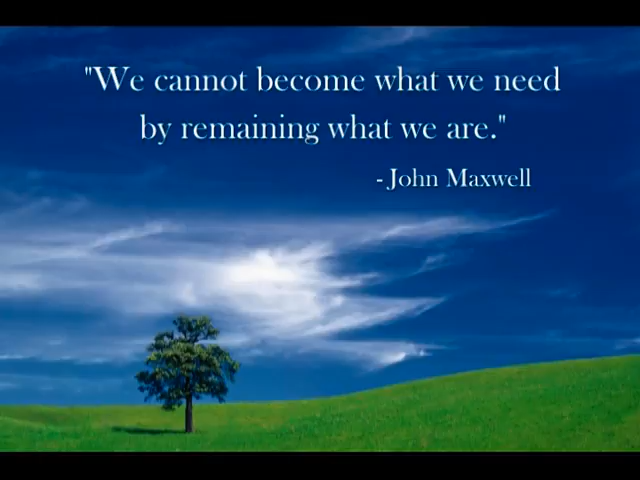 "We cannot become what we need
by remaining what we are."
- John Maxwell